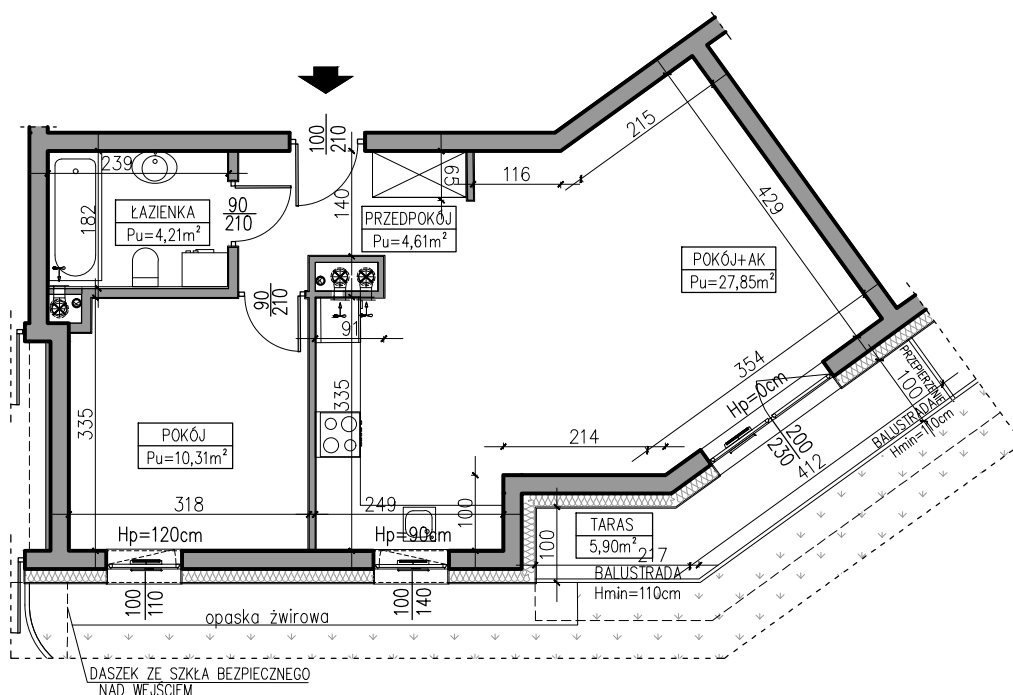 215
100
210
239
65
116
140
429
182
ŁAZIENKA
Pu=4,21m²
90
210
PRZEDPOKÓJ
Pu=4,61m²
POKÓJ+AK
Pu=27,85m²
90
210
91
354
PRZEPIERZENIE
100
Hp=0cm
335
335
BALUSTRADA
Hmin=110cm
POKÓJ
Pu=10,31m²
214
200
230
412
318
249
100
Hp=120cm
Hp=90cm
TARAS
5,90m²
100
217
BALUSTRADA
Hmin=110cm
100
110
100
140
opaska żwirowa
DASZEK ZE SZKŁA BEZPIECZNEGO
NAD WEJŚCIEM